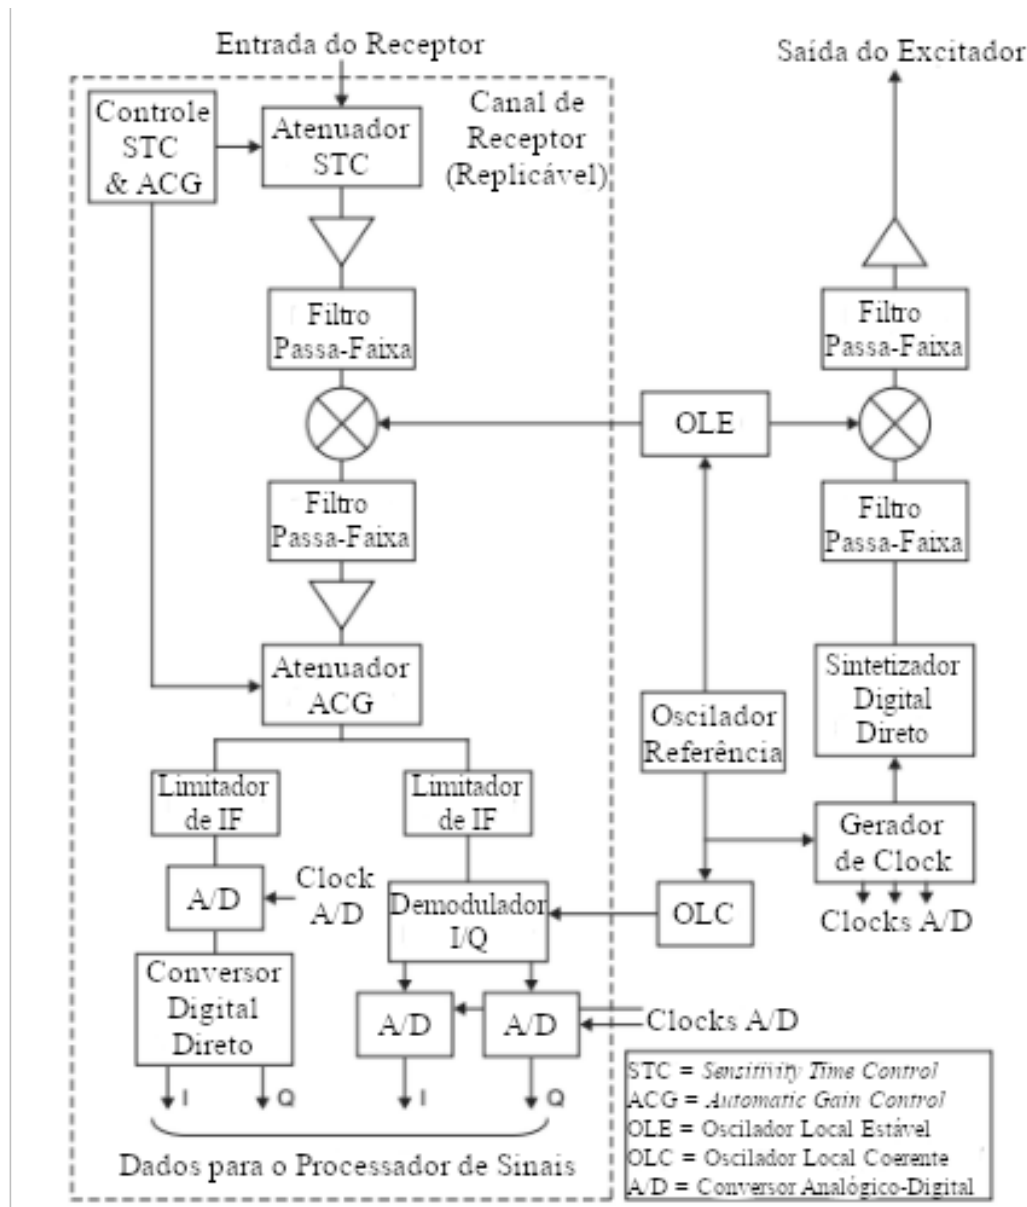 Entrada do Receptor
Saída do Excitador
Controle
STC
& ACG
Atenuador
STC
Canal de
Receptor
(Replicável)
Filtro
Passa-Faixa
Filtro
Passa-Faixa
OLE
Filtro
Passa-Faixa
Filtro
Passa-Faixa
Atenuador
ACG
Oscilador
Referência
Sintetizador
Digital
Direto
Limitador
de IF
Limitador
de IF
Gerador
de Clock
A/D
Clock
A/D
Demodulador
I/Q
OLC
Clocks A/D
Conversor
Digital
Direto
A/D
A/D
Clocks A/D
I
Q
I
Q
Dados para o Processador de Sinais
STC = Sensitivity Time Control
ACG = Automatic Gain Control
OLE = Oscilador Local Estável
OLC = Oscilador Local Coerente
A/D = Conversor Analógico-Digital